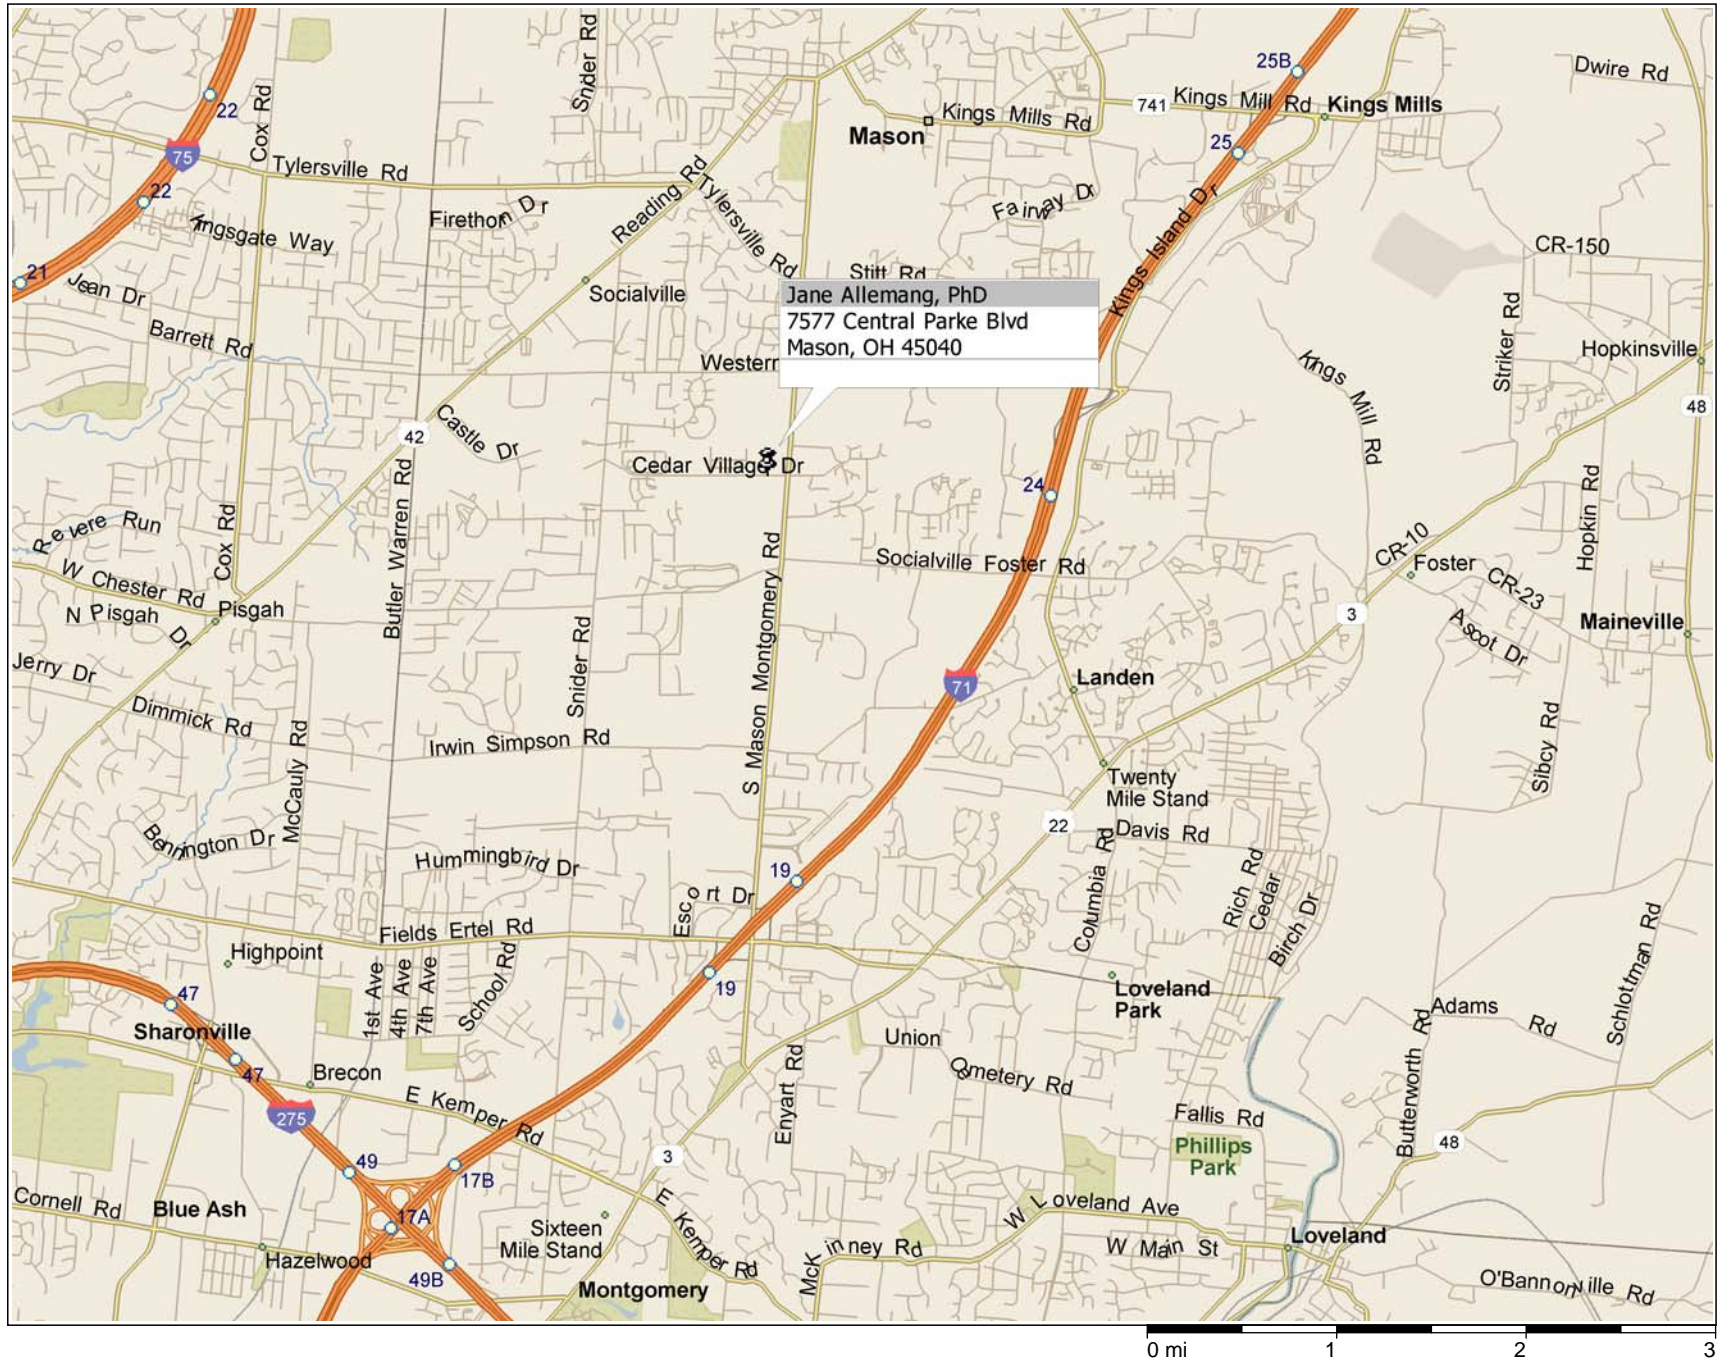 25B
Dwire Rd
Snider Rd
22
Cox Rd
741
Kings Mill Rd
Kings Mills
Kings Mills Rd
Mason
25
75
Tylersville Rd
22
Reading Rd
Tylersville Rd
Fairway Dr
Firethorn Dr
Kings Island Dr
Kingsgate Way
CR-150
21
Jean Dr
Stitt Rd
Socialville
Jane Allemang, PhD
7577 Central Parke Blvd
Mason, OH 45040
Striker Rd
Barrett Rd
Western
Kings Mill Rd
Hopkinsville
48
42
Castle Dr
Cedar Village Dr
24
Butler Warren Rd
Hopkin Rd
Revere Run
Cox Rd
S Mason Montgomery Rd
Socialville Foster Rd
CR-10
Foster
CR-23
W Chester Rd
Pisgah
N Pisgah Dr
3
Ascot Dr
Maineville
Snider Rd
Jerry Dr
71
Landen
Dimmick Rd
McCauly Rd
Irwin Simpson Rd
Sibcy Rd
Twenty
Mile Stand
22
Davis Rd
Bennington Dr
Hummingbird Dr
19
Columbia Rd
Rich Rd
Cedar
Birch Dr
Escort Dr
Schlottman Rd
Fields Ertel Rd
Highpoint
1st Ave
4th Ave
7th Ave
School Rd
19
Loveland
Park
47
Sharonville
Union
Cemetery Rd
Adams Rd
Butterworth Rd
47
Brecon
Enyart Rd
E Kemper Rd
275
Fallis Rd
Phillips
Park
48
3
49
17B
Cornell Rd
Blue Ash
17A
E Kemper Rd
W Loveland Ave
Sixteen
Mile Stand
McKinney Rd
W Main St
Loveland
Hazelwood
49B
Montgomery
O'Bannonville Rd
0 mi
1
2
3